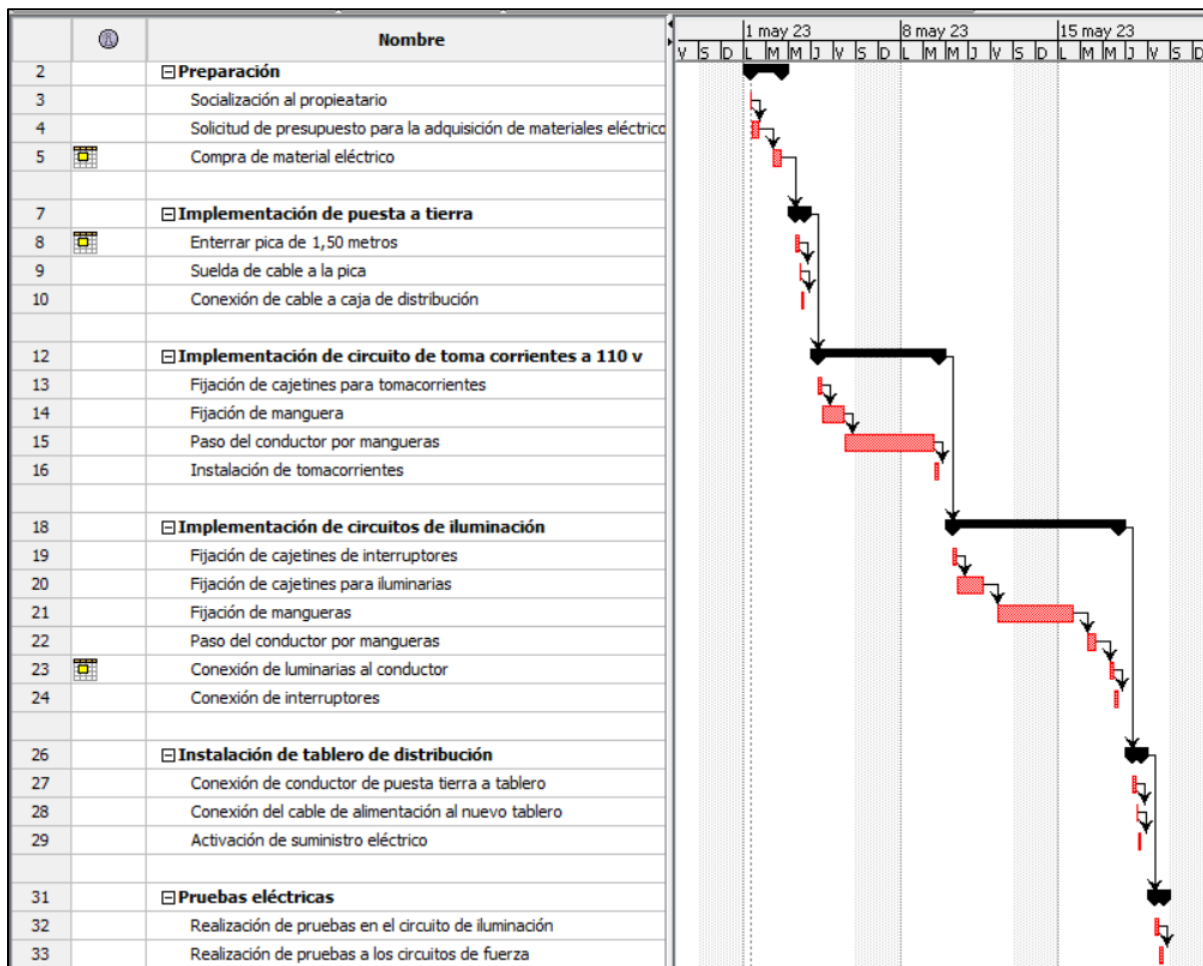 Nombre
1 may 23 8 may 23 15 may 23
V S D L M M J V S D L M M J V S D L M M J V S D
2 Preparación
3 Socialización al propieatario
4 Solicitud de presupuesto para la adquisición de materiales eléctrico
5 Compra de material eléctrico
7 Implementación de puesta a tierra
8 Enterrar pica de 1,50 metros
9 Suelda de cable a la pica
10 Conexión de cable a caja de distribución
12 Implementación de circuito de toma corrientes a 110 v
13 Fijación de cajetines para tomacorrientes
14 Fijación de manguera
15 Paso del conductor por mangueras
16 Instalación de tomacorrientes
18 Implementación de circuitos de iluminación
19 Fijación de cajetines de interruptores
20 Fijación de cajetines para iluminarias
21 Fijación de mangueras
22 Paso del conductor por mangueras
23 Conexión de luminarias al conductor
24 Conexión de interruptores
26 Instalación de tablero de distribución
27 Conexión de conductor de puesta tierra a tablero
28 Conexión del cable de alimentación al nuevo tablero
29 Activación de suministro eléctrico
31 Pruebas eléctricas
32 Realización de pruebas en el circuito de iluminación
33 Realización de pruebas a los circuitos de fuerza